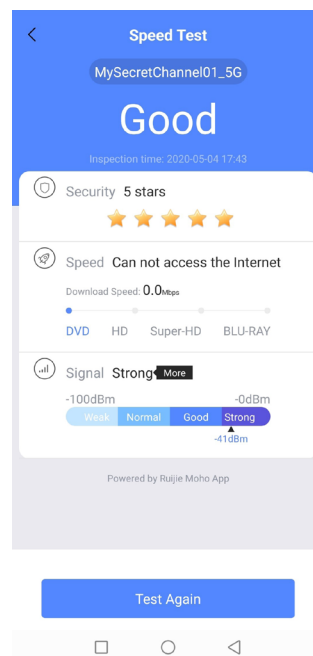 Speed Test
MySecretChannel01_5G
Good
Inspection time: 2020-05-04 17:43
Security 5 stars
Speed Can not access the Internet
Download Speed: 0.0Mbps
DVD HD Super-HD BLU-RAY
Signal Strong More
-100dBm -0dBm
Weak Normal Good Strong
-41dBm
Powered by Ruijie Moho App
Test Again